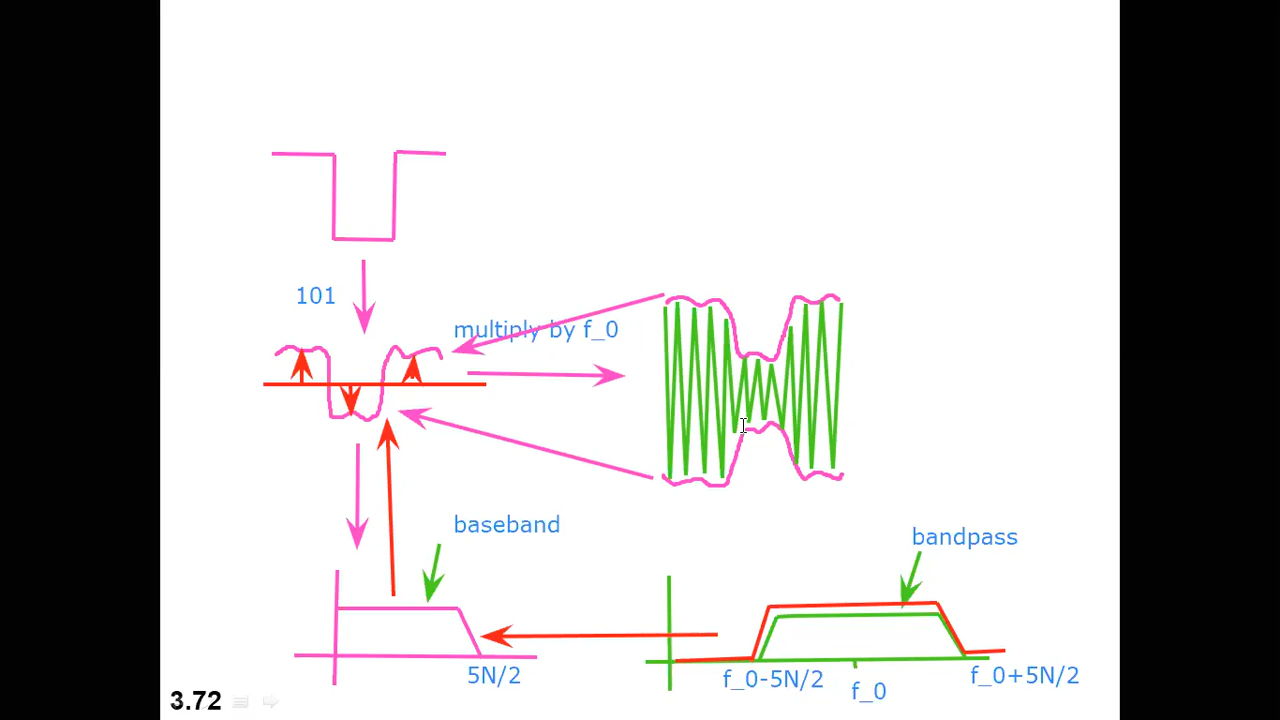 101
multiply by f_0
baseband
bandpass
5N/2
f_0-5N/2
f_0
f_0+5N/2
3.72